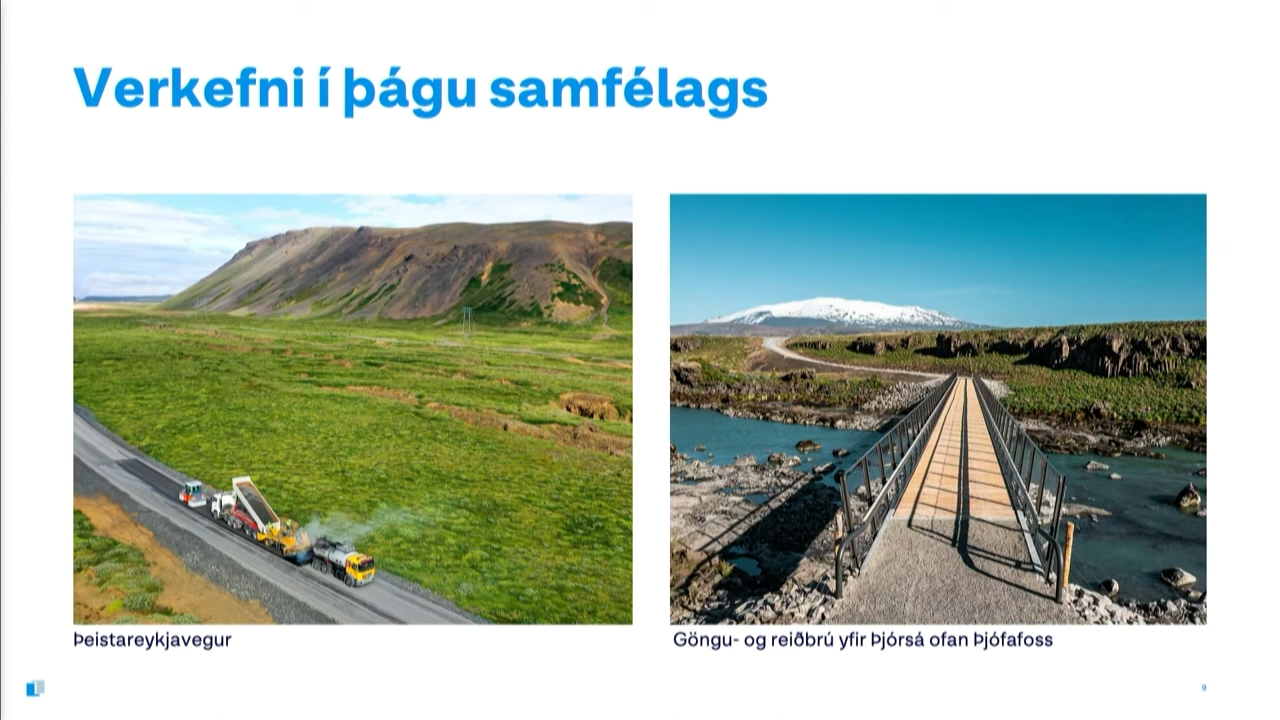 Verkefni í þágu samfélags
Þeistareykjavegur
Göngu- og reiðbrú yfir Þjórsá ofan Þjófafoss
9